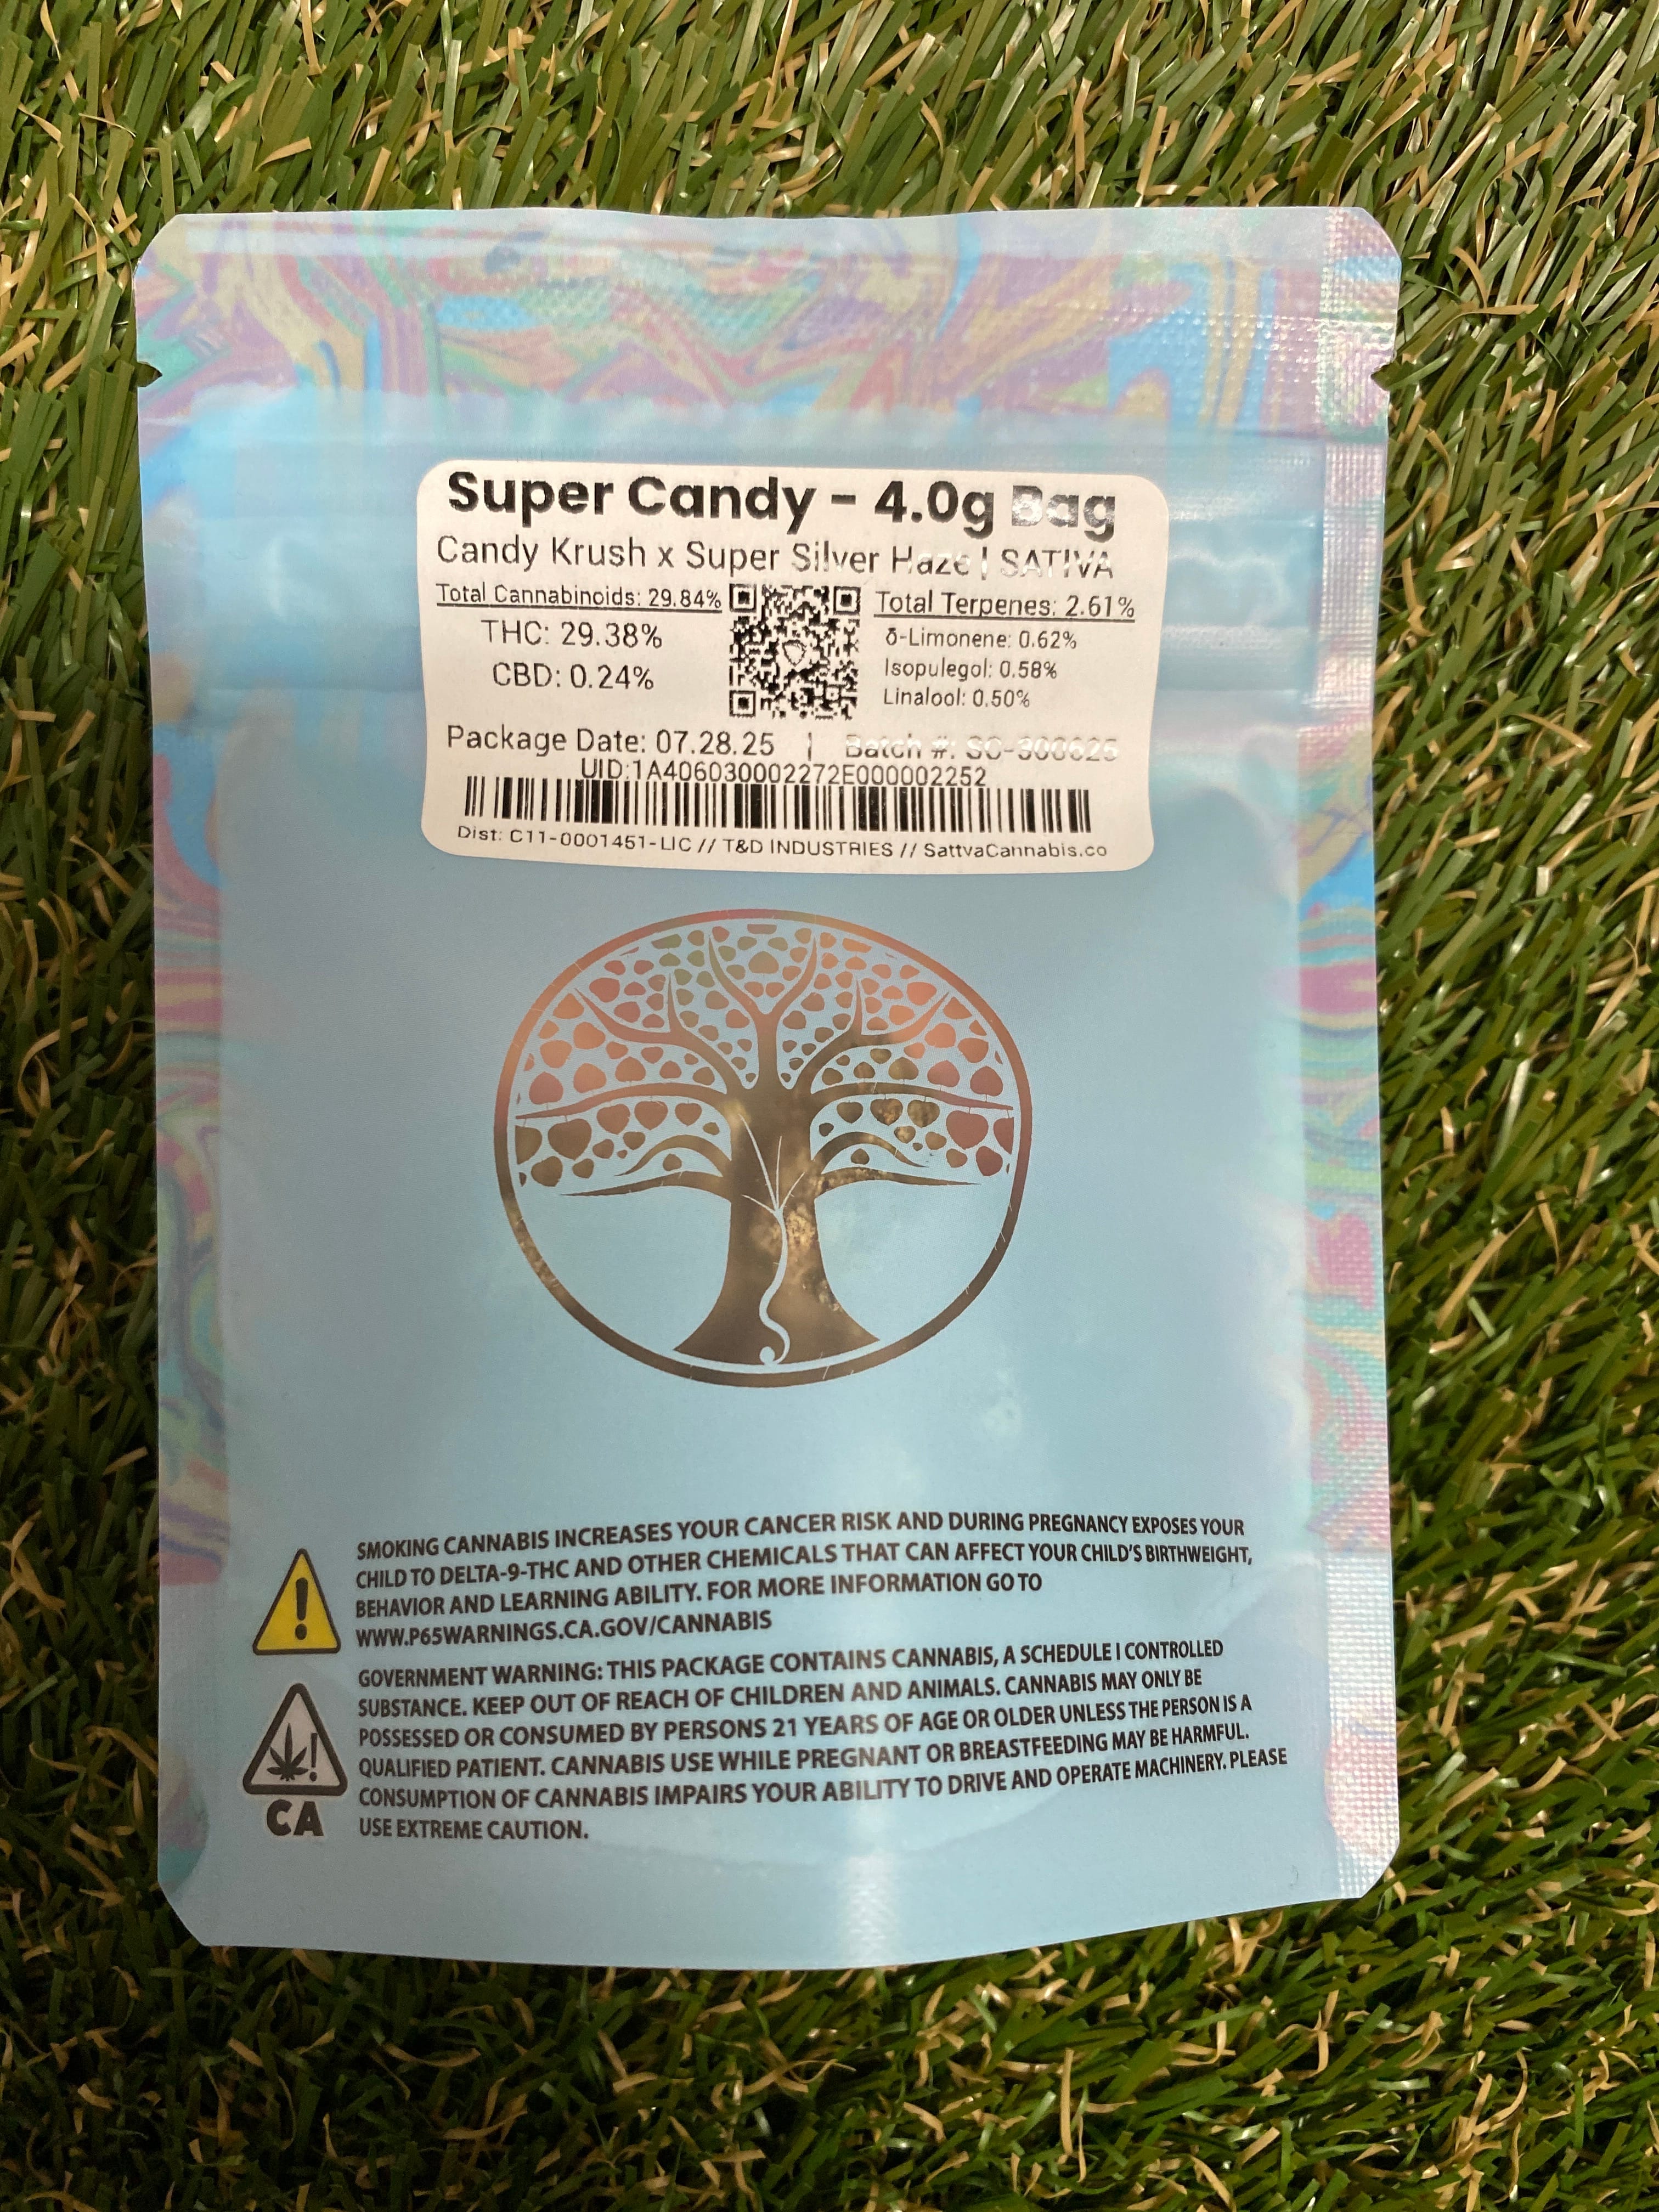 Super Candy - 4.0g Bag
Candy Krush x Super Silver Haze | SATIVA
Total Cannabinoids: 29.84%
THC: 29.38%
CBD: 0.24%
Total Terpenes: 2.61%
δ-Limonene: 0.62%
Isopulegol: 0.58%
Linalool: 0.50%
Package Date: 07.28.25 | Batch #: SC-300625
UID:1A406030002272E000002252
Dist: C11-0001451-LIC // T&D INDUSTRIES // SattvaCannabis.co
SMOKING CANNABIS INCREASES YOUR CANCER RISK AND DURING PREGNANCY EXPOSES YOUR
CHILD TO DELTA-9-THC AND OTHER CHEMICALS THAT CAN AFFECT YOUR CHILD'S BIRTHWEIGHT,
BEHAVIOR AND LEARNING ABILITY. FOR MORE INFORMATION GO TO
WWW.P65WARNINGS.CA.GOV/CANNABIS
GOVERNMENT WARNING: THIS PACKAGE CONTAINS CANNABIS, A SCHEDULE I CONTROLLED
SUBSTANCE. KEEP OUT OF REACH OF CHILDREN AND ANIMALS. CANNABIS MAY ONLY BE
POSSESSED OR CONSUMED BY PERSONS 21 YEARS OF AGE OR OLDER UNLESS THE PERSON IS A
QUALIFIED PATIENT. CANNABIS USE WHILE PREGNANT OR BREASTFEEDING MAY BE HARMFUL.
CONSUMPTION OF CANNABIS IMPAIRS YOUR ABILITY TO DRIVE AND OPERATE MACHINERY. PLEASE
USE EXTREME CAUTION.
!
!
CA